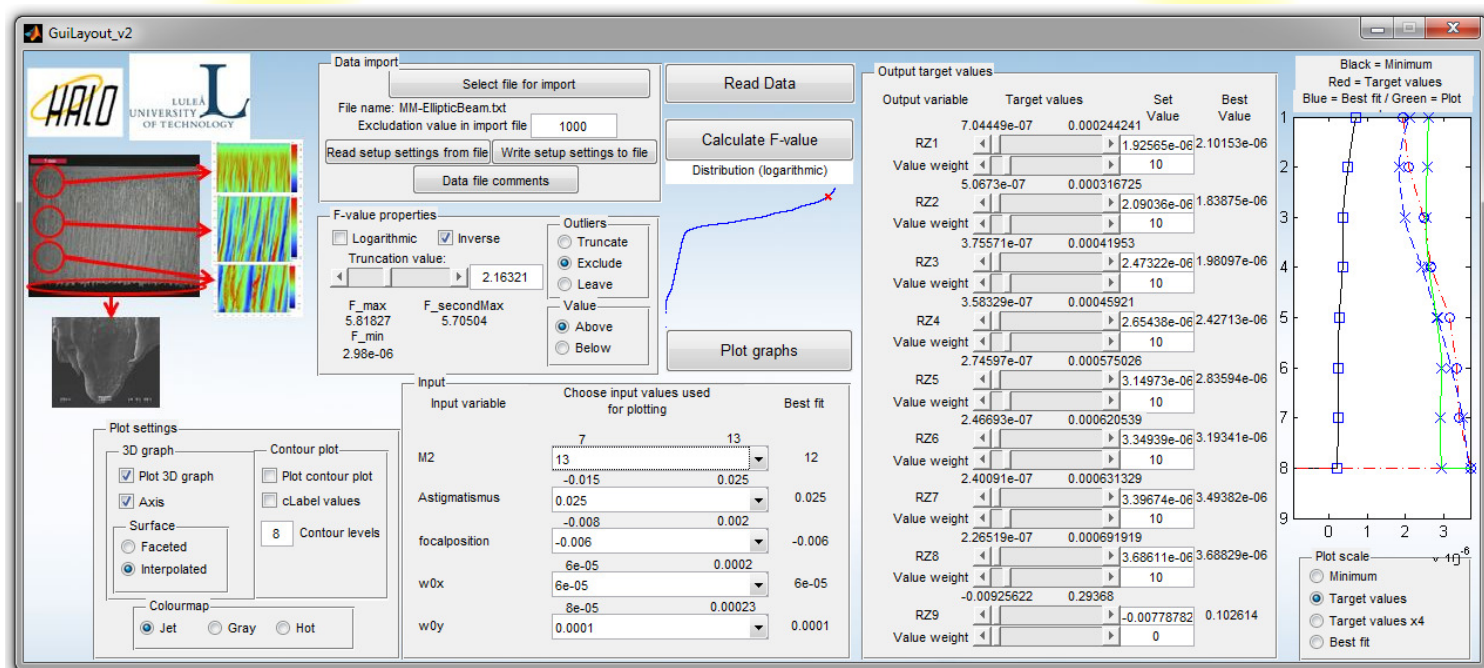 GuiLayout_v2
HALO
LULEÅ
UNIVERSITY
OF TECHNOLOGY
Data import
Select file for import
File name: MM-EllipticBeam.txt
Excludation value in import file 1000
Read setup settings from file Write setup settings to file
Data file comments
F-value properties
Logarithmic Inverse
Truncation value:
2.16321
F_max F_secondMax
5.81827 5.70504
F_min
2.98e-06
Outliers
Truncate
Exclude
Leave
Value
Above
Below
Read Data
Calculate F-value
Distribution (logarithmic)
Plot graphs
Plot settings
3D graph
Plot 3D graph
Axis
Surface
Faceted
Interpolated
Contour plot
Plot contour plot
cLabel values
8 Contour levels
Colourmap
Jet Gray Hot
Input
Input variable Choose input values used for plotting Best fit
7 13
M2 13 12
-0.015 0.025
Astigmatismus 0.025 0.025
-0.008 0.002
focalposition -0.006 -0.006
6e-05 0.0002
w0x 6e-05 6e-05
8e-05 0.00023
w0y 0.0001 0.0001
Output target values
Output variable Target values Set Value Best Value
7.04449e-07 0.000244241
RZ1 1.92565e-06 2.10153e-06
Value weight 10
5.0673e-07 0.000316725
RZ2 2.09036e-06 1.83875e-06
Value weight 10
3.75571e-07 0.00041953
RZ3 2.47322e-06 1.98097e-06
Value weight 10
3.58329e-07 0.00045921
RZ4 2.65438e-06 2.42713e-06
Value weight 10
2.74597e-07 0.000575026
RZ5 3.14973e-06 2.83594e-06
Value weight 10
2.46693e-07 0.000620539
RZ6 3.34939e-06 3.19341e-06
Value weight 10
2.40091e-07 0.000631329
RZ7 3.39674e-06 3.49382e-06
Value weight 10
2.26519e-07 0.000691919
RZ8 3.68611e-06 3.68829e-06
Value weight 10
-0.00925622 0.29368
RZ9 -0.00778782 0.102614
Value weight 0
Black = Minimum
Red = Target values
Blue = Best fit / Green = Plot
1
2
3
4
5
6
7
8
9
0 1 2 3
Plot scale
Minimum
Target values
Target values x4
Best fit